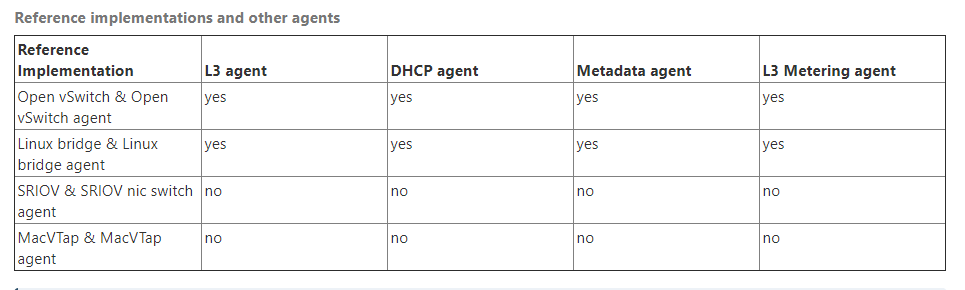 Reference implementations and other agents
Reference
Implementation L3 agent DHCP agent Metadata agent L3 Metering agent
Open vSwitch & Open yes yes yes yes
vSwitch agent
Linux bridge & Linux yes yes yes yes
bridge agent
SRIOV & SRIOV nic switch no no no no
agent
MacVTap & MacVTap no no no no
agent